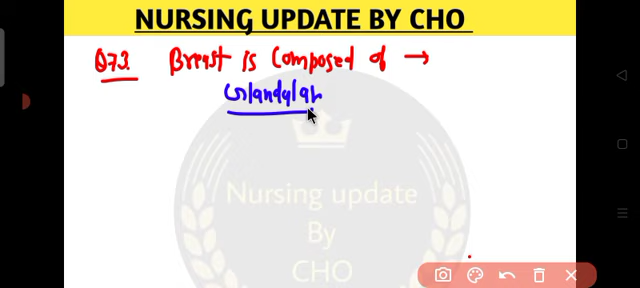 NURSING UPDATE BY CHO
Q73. Breast is Composed of →
Glandular
Nursing update
By
CHO